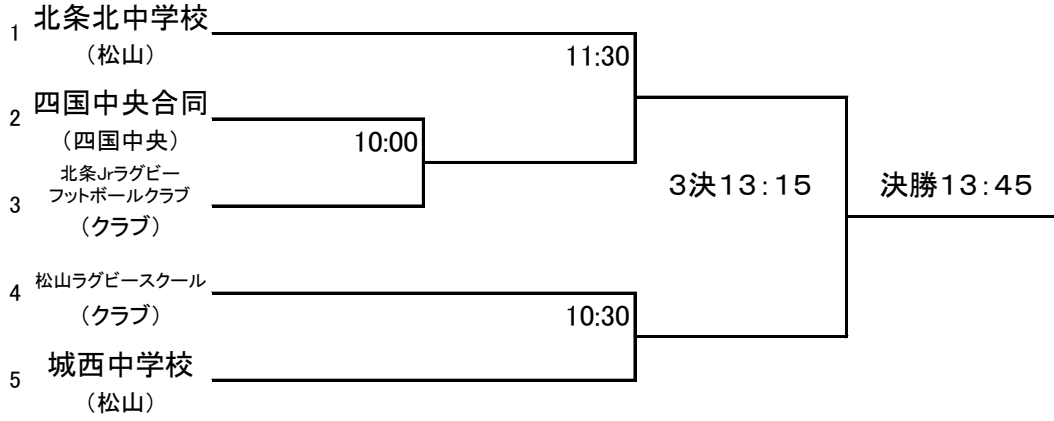 1 北条北中学校
（松山）
11:30
2 四国中央合同
（四国中央）
10:00
北条Jrラグビー
フットボールクラブ
3
（クラブ）
3決13：15
決勝13：45
4 松山ラグビースクール
（クラブ）
10:30
5 城西中学校
（松山）